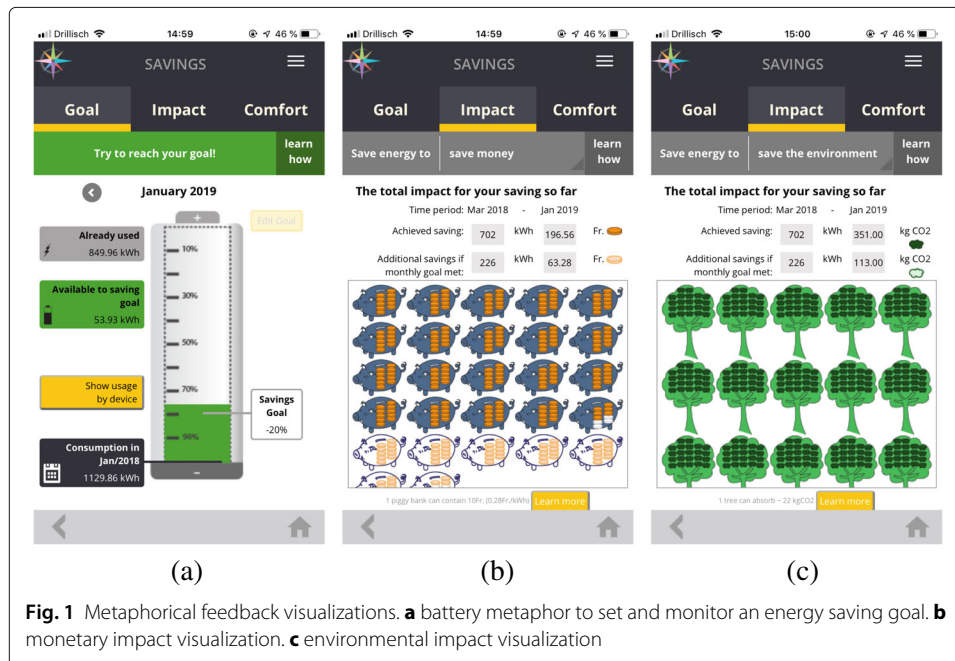 Drillisch 14:59 46 %
SAVINGS
Goal Impact Comfort
Try to reach your goal!
learn
how
January 2019
+
Edit Goal
Already used
849.96 kWh
Available to saving
goal
53.93 kWh
Show usage
by device
Consumption in
Jan/2018
1129.86 kWh
10%
30%
50%
70%
90%
Savings
Goal
-20%
-
(a)
Drillisch 14:59 46 %
SAVINGS
Goal Impact Comfort
Save energy to save money
learn
how
The total impact for your saving so far
Time period: Mar 2018 - Jan 2019
Achieved saving: 702 kWh 196.56 Fr.
Additional savings if
monthly goal met: 226 kWh 63.28 Fr.
1 piggy bank can contain 10Fr. (0.28Fr./kWh) Learn more
(b)
Drillisch 15:00 46 %
SAVINGS
Goal Impact Comfort
Save energy to save the environment
learn
how
The total impact for your saving so far
Time period: Mar 2018 - Jan 2019
Achieved saving: 702 kWh 351.00 kg CO2
Additional savings if
monthly goal met: 226 kWh 113.00 kg CO2
1 tree can absorb ~ 22 kgCO2 Learn more
(c)
Fig. 1 Metaphorical feedback visualizations. a battery metaphor to set and monitor an energy saving goal. b
monetary impact visualization. c environmental impact visualization